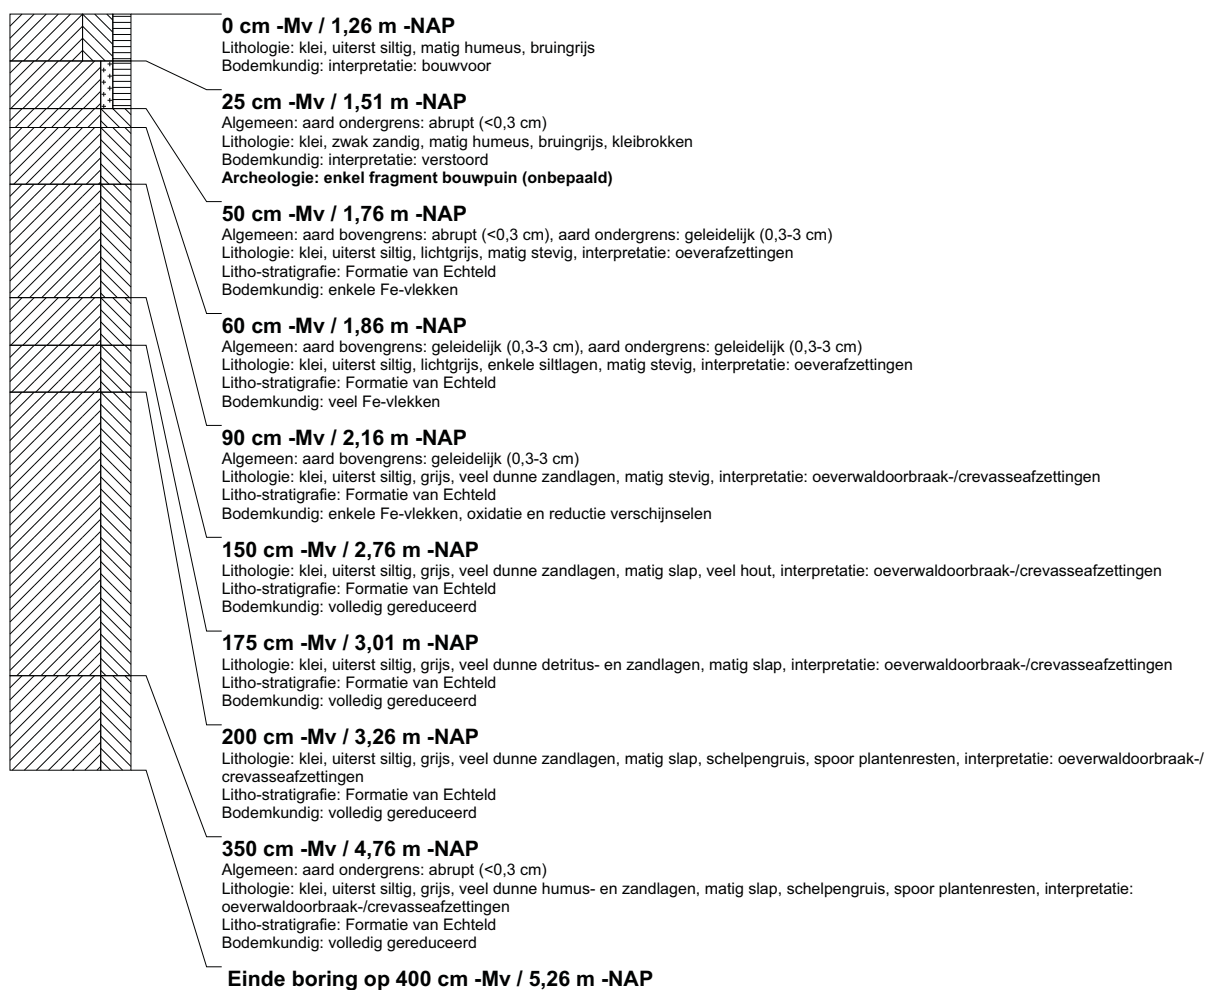 0 cm -Mv / 1,26 m -NAP
Lithologie: klei, uiterst siltig, matig humeus, bruingrijs
Bodemkundig: interpretatie: bouwvoor
25 cm -Mv / 1,51 m -NAP
Algemeen: aard ondergrens: abrupt (<0,3 cm)
Lithologie: klei, zwak zandig, matig humeus, bruingrijs, kleibrokken
Bodemkundig: interpretatie: verstoord
Archeologie: enkel fragment bouwpuin (onbepaald)
50 cm -Mv / 1,76 m -NAP
Algemeen: aard bovengrens: abrupt (<0,3 cm), aard ondergrens: geleidelijk (0,3-3 cm)
Lithologie: klei, uiterst siltig, lichtgrijs, matig stevig, interpretatie: oeverafzettingen
Litho-stratigrafie: Formatie van Echteld
Bodemkundig: enkele Fe-vlekken
60 cm -Mv / 1,86 m -NAP
Algemeen: aard bovengrens: geleidelijk (0,3-3 cm), aard ondergrens: geleidelijk (0,3-3 cm)
Lithologie: klei, uiterst siltig, lichtgrijs, enkele siltlagen, matig stevig, interpretatie: oeverafzettingen
Litho-stratigrafie: Formatie van Echteld
Bodemkundig: veel Fe-vlekken
90 cm -Mv / 2,16 m -NAP
Algemeen: aard bovengrens: geleidelijk (0,3-3 cm)
Lithologie: klei, uiterst siltig, grijs, veel dunne zandlagen, matig stevig, interpretatie: oeverwaldoorbraak-/crevasseafzettingen
Litho-stratigrafie: Formatie van Echteld
Bodemkundig: enkele Fe-vlekken, oxidatie en reductie verschijnselen
150 cm -Mv / 2,76 m -NAP
Lithologie: klei, uiterst siltig, grijs, veel dunne zandlagen, matig slap, veel hout, interpretatie: oeverwaldoorbraak-/crevasseafzettingen
Litho-stratigrafie: Formatie van Echteld
Bodemkundig: volledig gereduceerd
175 cm -Mv / 3,01 m -NAP
Lithologie: klei, uiterst siltig, grijs, veel dunne detritus- en zandlagen, matig slap, interpretatie: oeverwaldoorbraak-/crevasseafzettingen
Litho-stratigrafie: Formatie van Echteld
Bodemkundig: volledig gereduceerd
200 cm -Mv / 3,26 m -NAP
Lithologie: klei, uiterst siltig, grijs, veel dunne zandlagen, matig slap, schelpengruis, spoor plantenresten, interpretatie: oeverwaldoorbraak-/
crevasseafzettingen
Litho-stratigrafie: Formatie van Echteld
Bodemkundig: volledig gereduceerd
350 cm -Mv / 4,76 m -NAP
Algemeen: aard ondergrens: abrupt (<0,3 cm)
Lithologie: klei, uiterst siltig, grijs, veel dunne humus- en zandlagen, matig slap, schelpengruis, spoor plantenresten, interpretatie:
oeverwaldoorbraak-/crevasseafzettingen
Litho-stratigrafie: Formatie van Echteld
Bodemkundig: volledig gereduceerd
Einde boring op 400 cm -Mv / 5,26 m -NAP